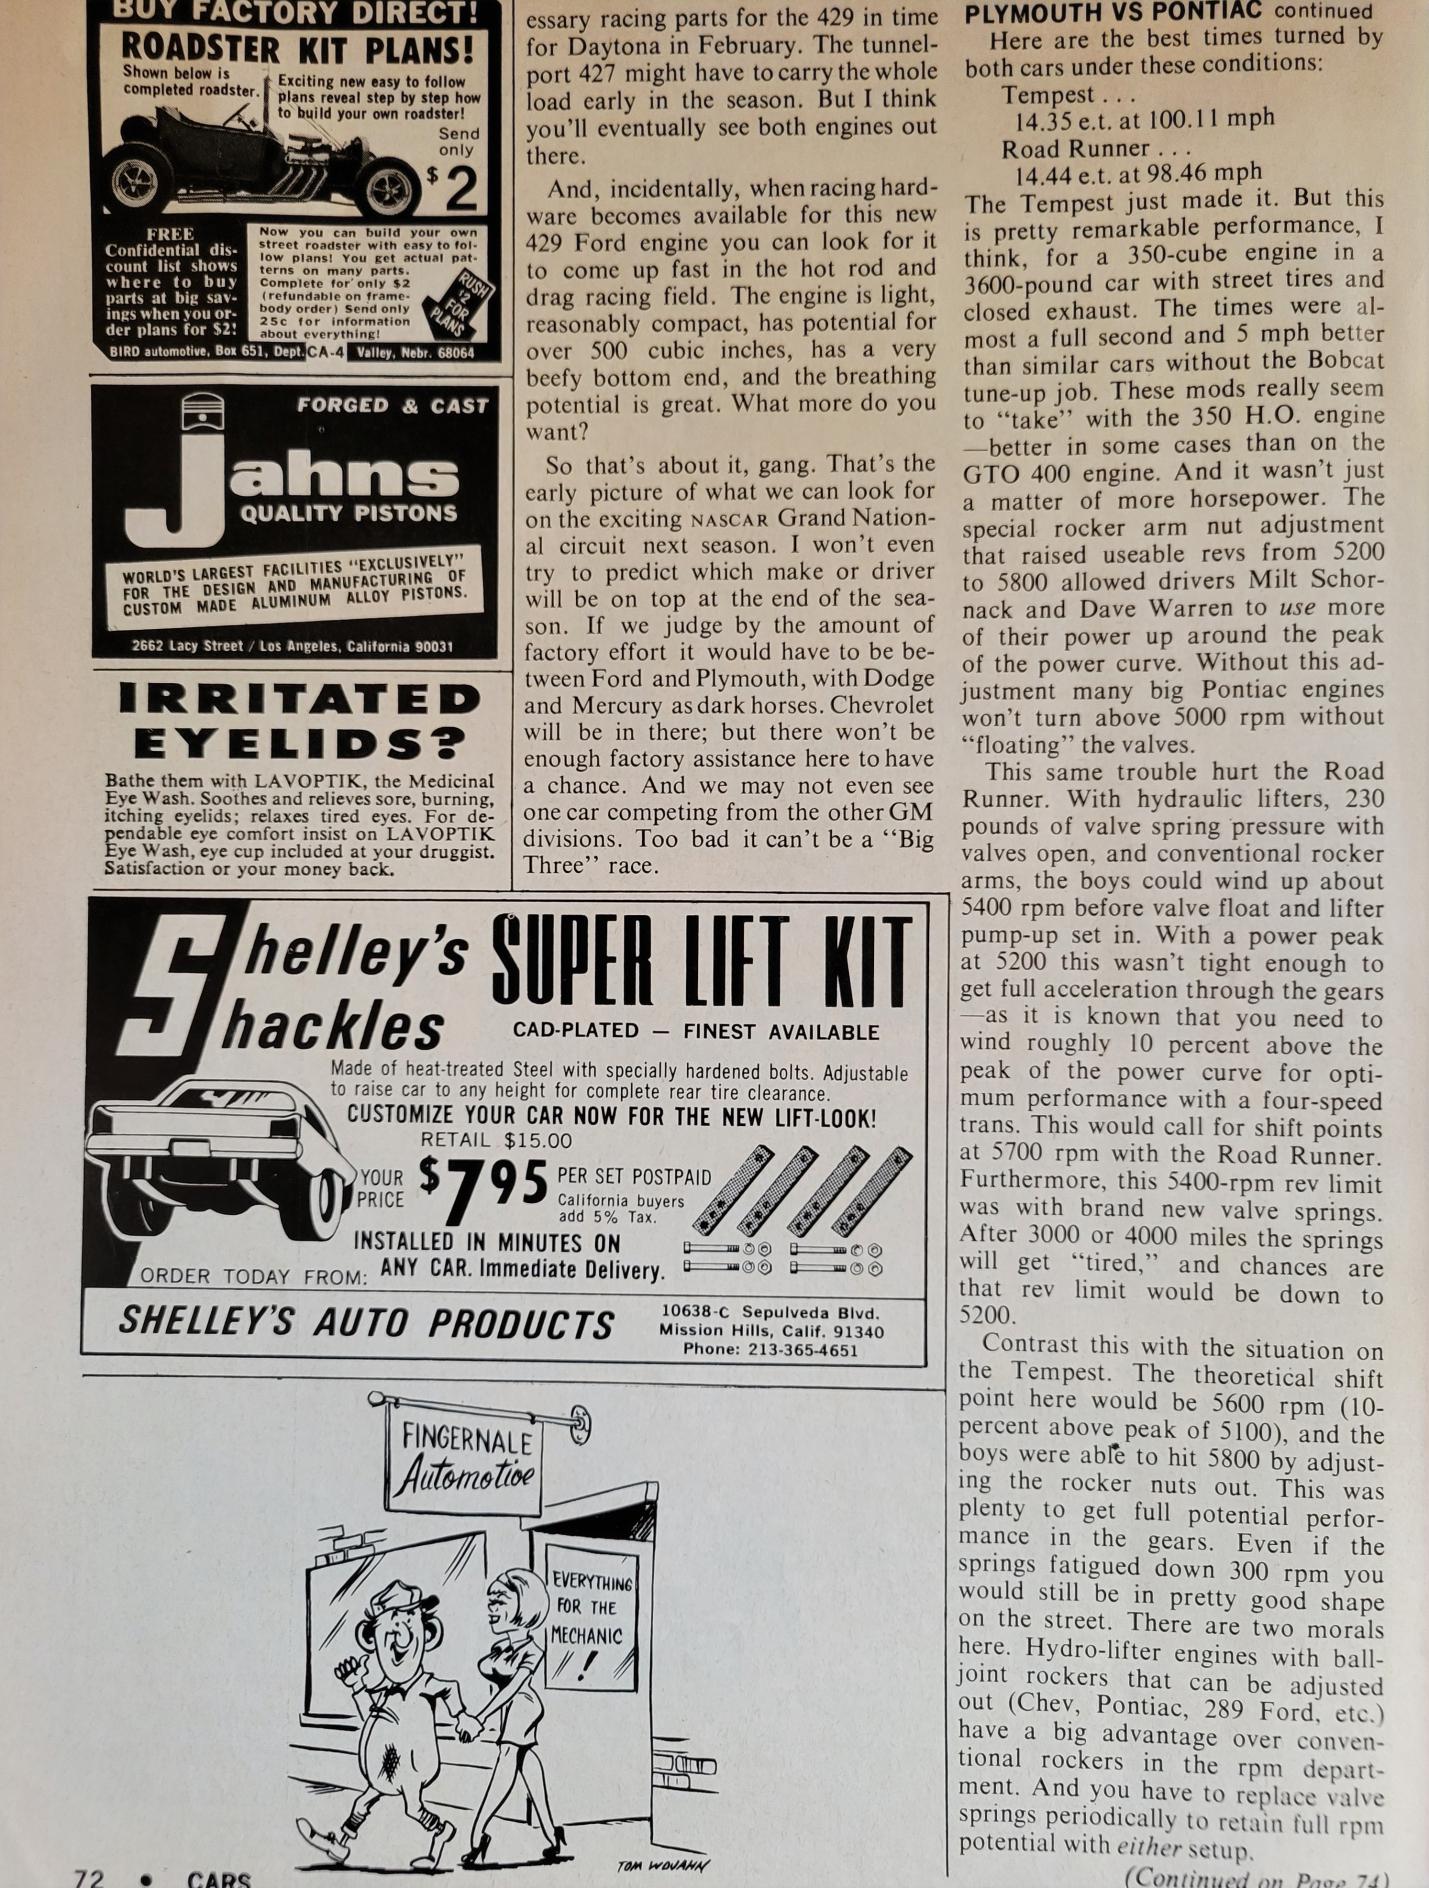 BUY FACTORY DIRECT!
ROADSTER KIT PLANS!
Shown below is
completed roadster.
Exciting new easy to follow
plans reveal step by step how
to build your own roadster!
Send
only
$2
FREE
Confidential dis-
count list shows
where to buy
parts at big sav-
ings when you or-
der plans for $2!
Now you can build your own
street roadster with easy to fol-
low plans! You get actual pat-
terns on many parts.
Complete for only $2
(refundable on frame-
body order) Send only
25c for information
about everything!
RUSH
$2
FOR
PLANS
BIRD automotive, Box 651, Dept. CA-4 Valley, Nebr. 68064
FORGED & CAST
Jahns
QUALITY PISTONS
WORLD'S LARGEST FACILITIES "EXCLUSIVELY"
FOR THE DESIGN AND MANUFACTURING OF
CUSTOM MADE ALUMINUM ALLOY PISTONS.
2662 Lacy Street / Los Angeles, California 90031
IRRITATED
EYELIDS?
Bathe them with LAVOPTIK, the Medicinal
Eye Wash. Soothes and relieves sore, burning,
itching eyelids; relaxes tired eyes. For de-
pendable eye comfort insist on LAVOPTIK
Eye Wash, eye cup included at your druggist.
Satisfaction or your money back.
essary racing parts for the 429 in time
for Daytona in February. The tunnel-
port 427 might have to carry the whole
load early in the season. But I think
you'll eventually see both engines out
there.
And, incidentally, when racing hard-
ware becomes available for this new
429 Ford engine you can look for it
to come up fast in the hot rod and
drag racing field. The engine is light,
reasonably compact, has potential for
over 500 cubic inches, has a very
beefy bottom end, and the breathing
potential is great. What more do you
want?
So that's about it, gang. That's the
early picture of what we can look for
on the exciting NASCAR Grand Nation-
al circuit next season. I won't even
try to predict which make or driver
will be on top at the end of the sea-
son. If we judge by the amount of
factory effort it would have to be be-
tween Ford and Plymouth, with Dodge
and Mercury as dark horses. Chevrolet
will be in there; but there won't be
enough factory assistance here to have
a chance. And we may not even see
one car competing from the other GM
divisions. Too bad it can't be a "Big
Three" race.
Shelley's
Shackles
SUPER LIFT KIT
CAD-PLATED — FINEST AVAILABLE
Made of heat-treated Steel with specially hardened bolts. Adjustable
to raise car to any height for complete rear tire clearance.
CUSTOMIZE YOUR CAR NOW FOR THE NEW LIFT-LOOK!
RETAIL $15.00
YOUR
PRICE
$795
PER SET POSTPAID
California buyers
add 5% Tax.
INSTALLED IN MINUTES ON
ANY CAR. Immediate Delivery.
ORDER TODAY FROM:
SHELLEY'S AUTO PRODUCTS
10638-C Sepulveda Blvd.
Mission Hills, Calif. 91340
Phone: 213-365-4651
FINGERNALE
Automotive
EVERYTHING
FOR THE
MECHANIC
!
TOM WOVANN
72 • CARS
PLYMOUTH VS PONTIAC continued
Here are the best times turned by
both cars under these conditions:
Tempest . . .
14.35 e.t. at 100.11 mph
Road Runner . . .
14.44 e.t. at 98.46 mph
The Tempest just made it. But this
is pretty remarkable performance, I
think, for a 350-cube engine in a
3600-pound car with street tires and
closed exhaust. The times were al-
most a full second and 5 mph better
than similar cars without the Bobcat
tune-up job. These mods really seem
to "take" with the 350 H.O. engine
—better in some cases than on the
GTO 400 engine. And it wasn't just
a matter of more horsepower. The
special rocker arm nut adjustment
that raised useable revs from 5200
to 5800 allowed drivers Milt Schor-
nack and Dave Warren to use more
of their power up around the peak
of the power curve. Without this ad-
justment many big Pontiac engines
won't turn above 5000 rpm without
"floating" the valves.
This same trouble hurt the Road
Runner. With hydraulic lifters, 230
pounds of valve spring pressure with
valves open, and conventional rocker
arms, the boys could wind up about
5400 rpm before valve float and lifter
pump-up set in. With a power peak
at 5200 this wasn't tight enough to
get full acceleration through the gears
—as it is known that you need to
wind roughly 10 percent above the
peak of the power curve for opti-
mum performance with a four-speed
trans. This would call for shift points
at 5700 rpm with the Road Runner.
Furthermore, this 5400-rpm rev limit
was with brand new valve springs.
After 3000 or 4000 miles the springs
will get "tired," and chances are
that rev limit would be down to
5200.
Contrast this with the situation on
the Tempest. The theoretical shift
point here would be 5600 rpm (10-
percent above peak of 5100), and the
boys were able to hit 5800 by adjust-
ing the rocker nuts out. This was
plenty to get full potential perfor-
mance in the gears. Even if the
springs fatigued down 300 rpm you
would still be in pretty good shape
on the street. There are two morals
here. Hydro-lifter engines with ball-
joint rockers that can be adjusted
out (Chev, Pontiac, 289 Ford, etc.)
have a big advantage over conven-
tional rockers in the rpm depart-
ment. And you have to replace valve
springs periodically to retain full rpm
potential with either setup.
(Continued on Page 74)